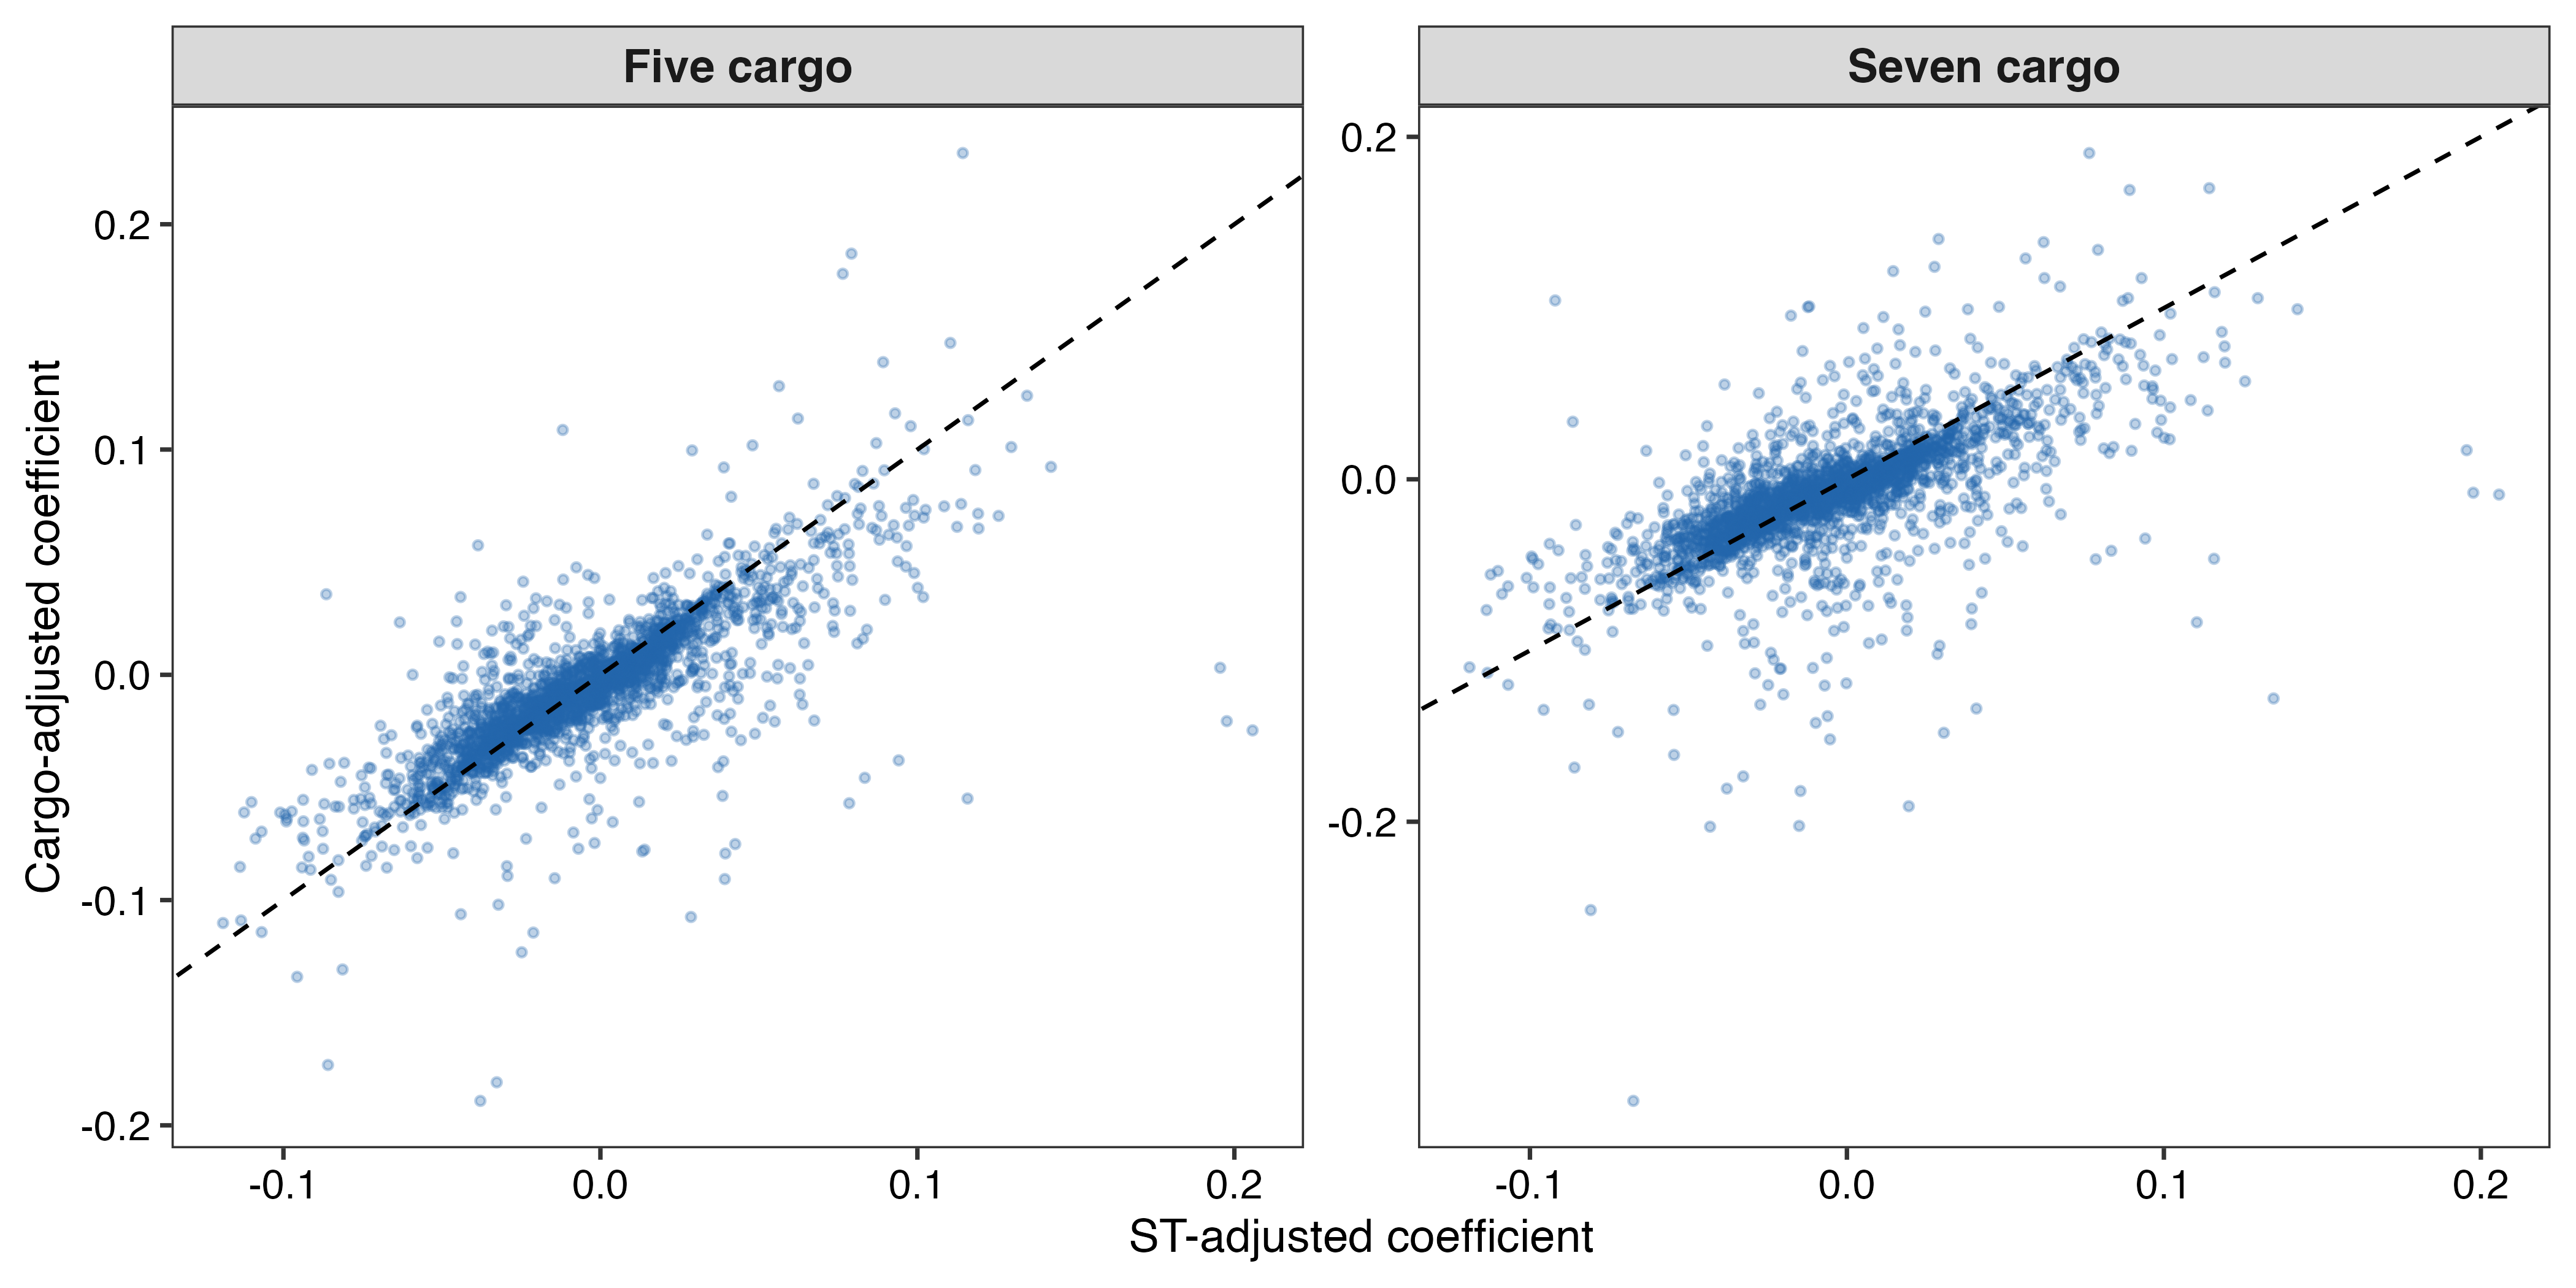 Five cargo
Seven cargo
Cargo-adjusted coefficient
0.2
0.1
0.0
-0.1
-0.2
0.2
0.0
-0.2
-0.1 0.0 0.1 0.2
-0.1 0.0 0.1 0.2
ST-adjusted coefficient